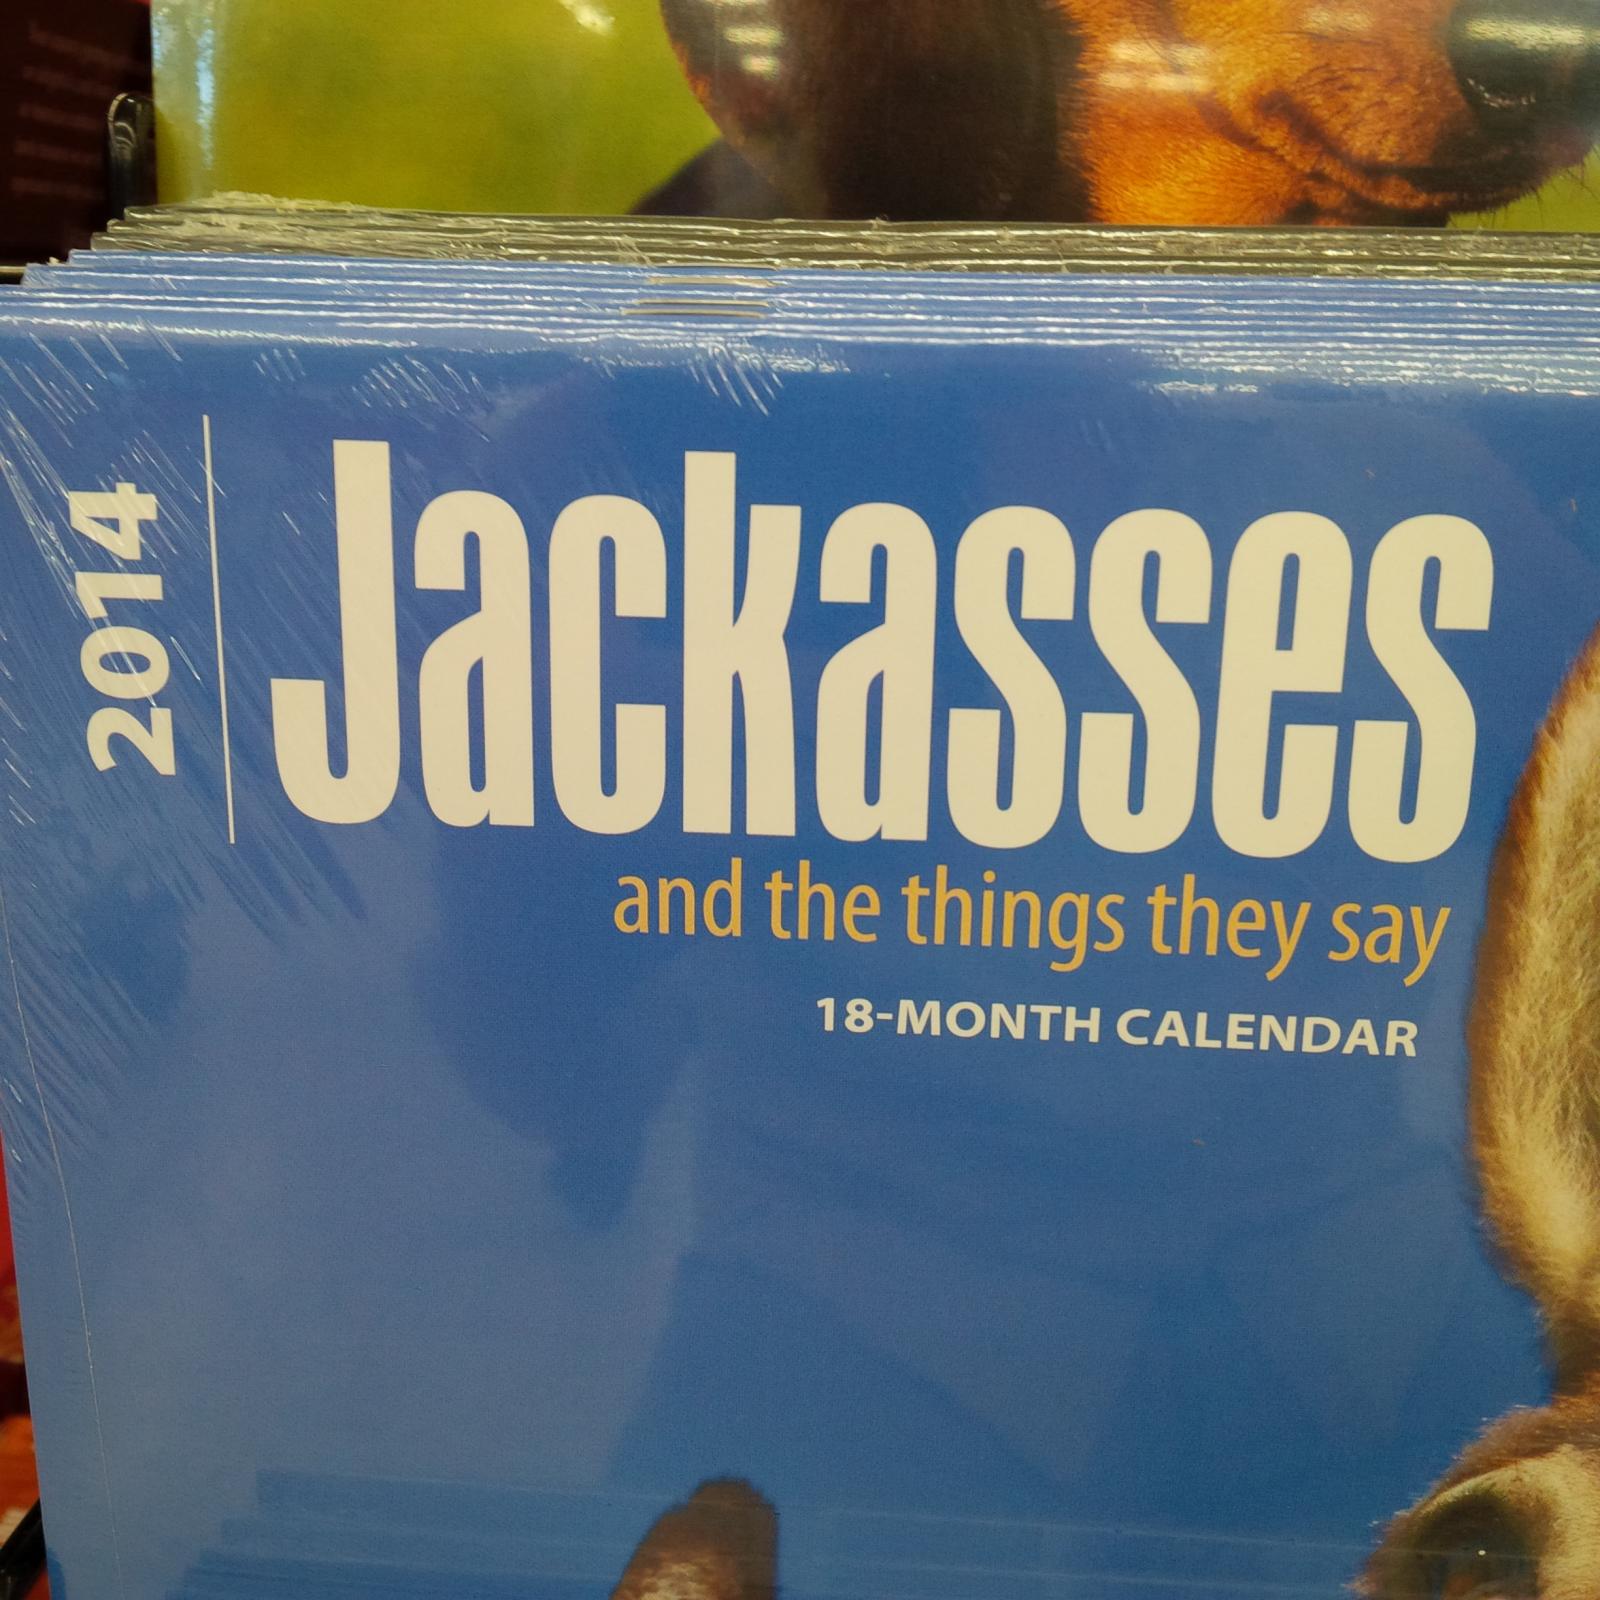 2014
Jackasses
and the things they say
18-MONTH CALENDAR